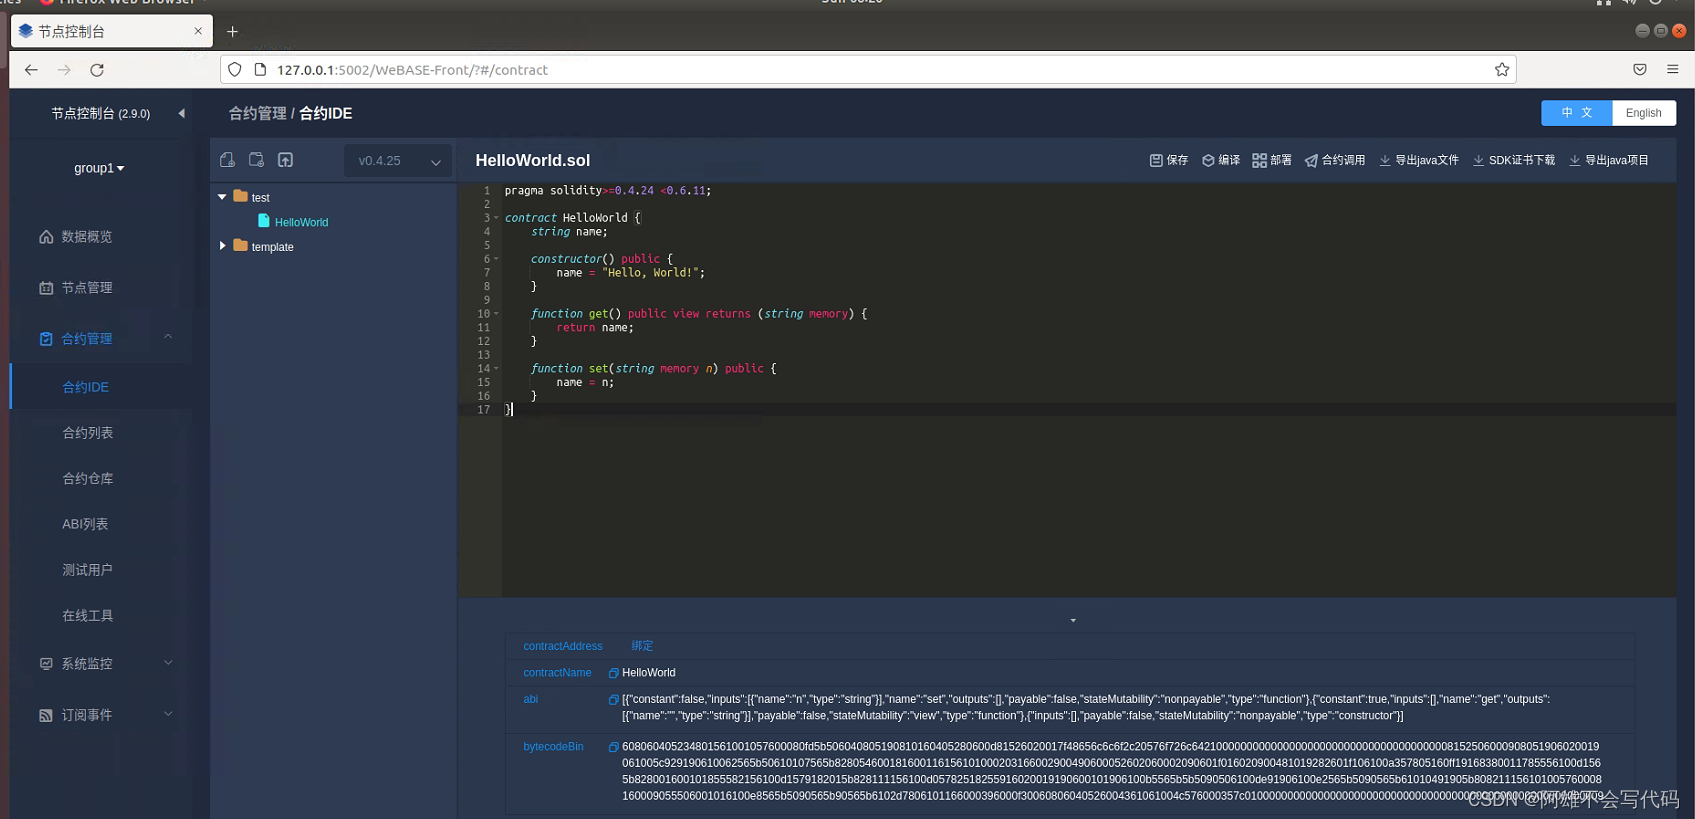 Firefox Web Browser
节点控制台
127.0.0.1:5002/WeBASE-Front/?#/contract
节点控制台 (2.9.0)
合约管理 / 合约IDE
中 文
English
group1
v0.4.25
HelloWorld.sol
保存
编译
部署
合约调用
导出java文件
SDK证书下载
导出java项目
数据概览
节点管理
合约管理
合约IDE
合约列表
合约仓库
ABI列表
测试用户
在线工具
系统监控
订阅事件
test
HelloWorld
template
1 pragma solidity>=0.4.24 <0.6.11;
2
3 contract HelloWorld {
4 string name;
5
6 constructor() public {
7 name = "Hello, World!";
8 }
9
10 function get() public view returns (string memory) {
11 return name;
12 }
13
14 function set(string memory n) public {
15 name = n;
16 }
17 }
contractAddress 绑定
contractName HelloWorld
abi [{"constant":false,"inputs":[{"name":"n","type":"string"}],"name":"set","outputs":[],"payable":false,"stateMutability":"nonpayable","type":"function"},{"constant":true,"inputs":[],"name":"get","outputs":
[{"name":"","type":"string"}],"payable":false,"stateMutability":"view","type":"function"},{"inputs":[],"payable":false,"stateMutability":"nonpayable","type":"constructor"}]
bytecodeBin
CSDN @阿雄不会写代码